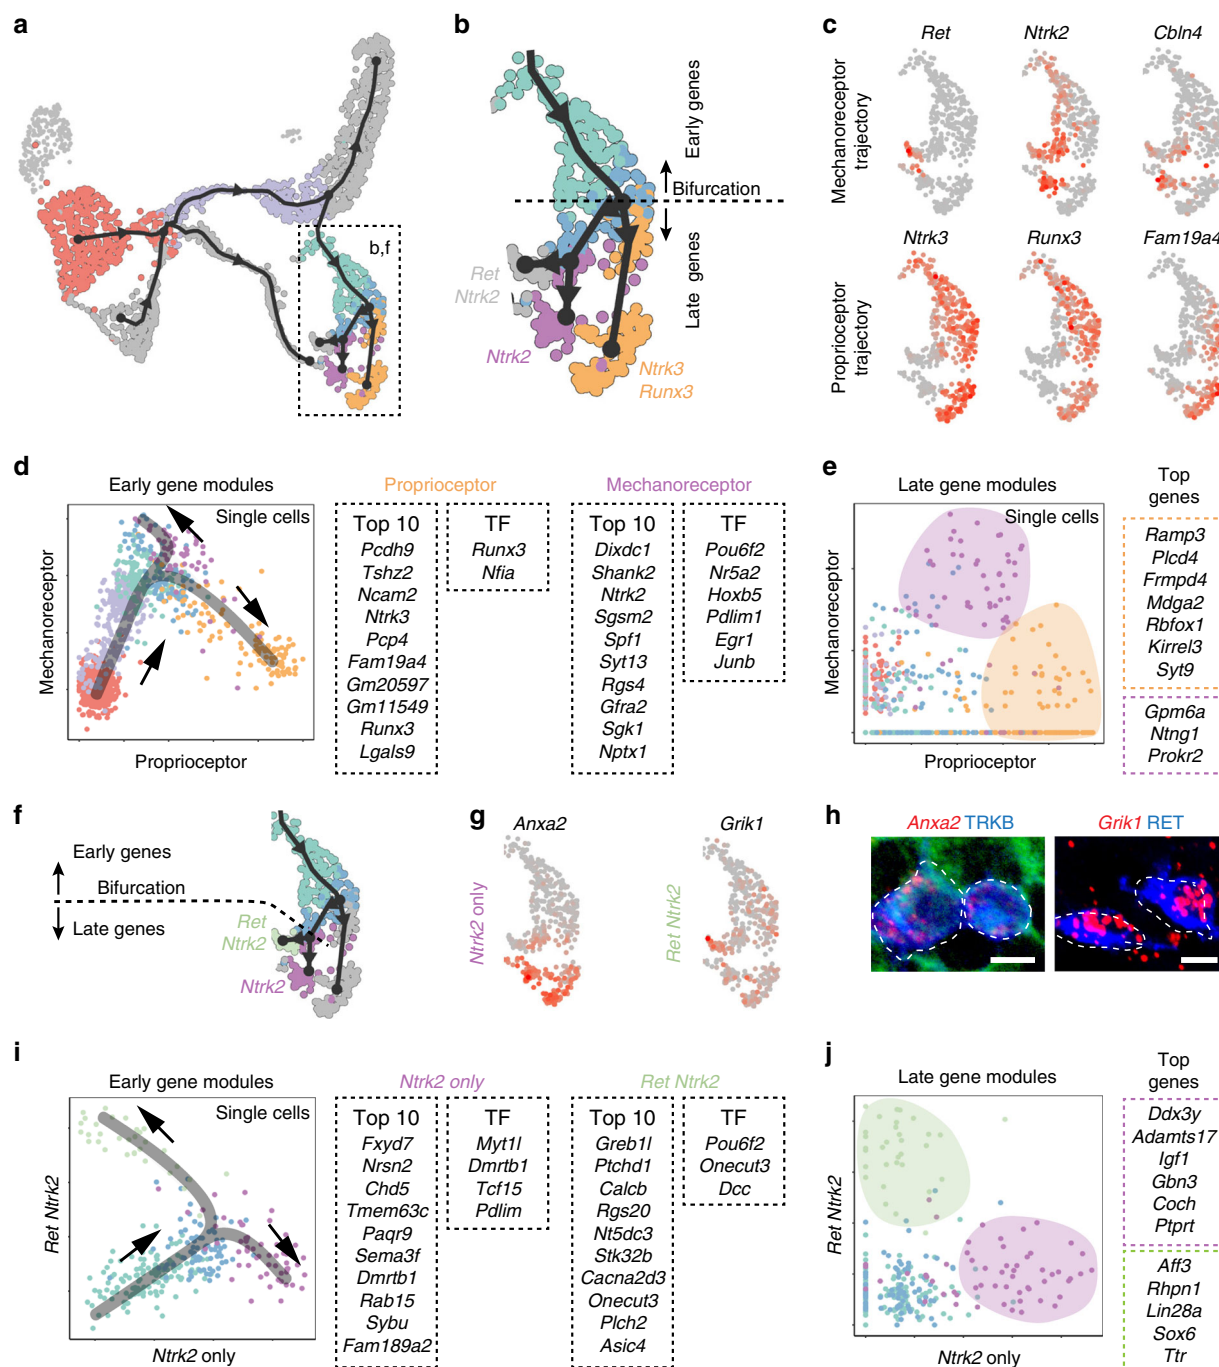 a
b,f
b
Early genes
Bifurcation
Late genes
Ret
Ntrk2
Ntrk2
Ntrk3
Runx3
c
Mechanoreceptor
trajectory
Ret
Ntrk2
Cbln4
Proprioceptor
trajectory
Ntrk3
Runx3
Fam19a4
d
Early gene modules
Single cells
Mechanoreceptor
Proprioceptor
Proprioceptor
Top 10
Pcdh9
Tshz2
Ncam2
Ntrk3
Pcp4
Fam19a4
Gm20597
Gm11549
Runx3
Lgals9
TF
Runx3
Nfia
Mechanoreceptor
Top 10
Dixdc1
Shank2
Ntrk2
Sgsm2
Spf1
Syt13
Rgs4
Gfra2
Sgk1
Nptx1
TF
Pou6f2
Nr5a2
Hoxb5
Pdlim1
Egr1
Junb
e
Late gene modules
Single cells
Mechanoreceptor
Proprioceptor
Top
genes
Ramp3
Plcd4
Frmpd4
Mdga2
Rbfox1
Kirrel3
Syt9
Gpm6a
Ntng1
Prokr2
f
Early genes
Bifurcation
Late genes
Ret
Ntrk2
Ntrk2
g
Anxa2
Ntrk2 only
Grik1
Ret Ntrk2
h
Anxa2 TRKB
Grik1 RET
i
Early gene modules
Single cells
Ret Ntrk2
Ntrk2 only
Ntrk2 only
Top 10
Fxyd7
Nrsn2
Chd5
Tmem63c
Paqr9
Sema3f
Dmrtb1
Rab15
Sybu
Fam189a2
TF
Myt1l
Dmrtb1
Tcf15
Pdlim
Ret Ntrk2
Top 10
Greb1l
Ptchd1
Calcb
Rgs20
Nt5dc3
Stk32b
Cacna2d3
Onecut3
Plch2
Asic4
TF
Pou6f2
Onecut3
Dcc
j
Late gene modules
Ret Ntrk2
Ntrk2 only
Top
genes
Ddx3y
Adamts17
Igf1
Gbn3
Coch
Ptprt
Aff3
Rhpn1
Lin28a
Sox6
Ttr